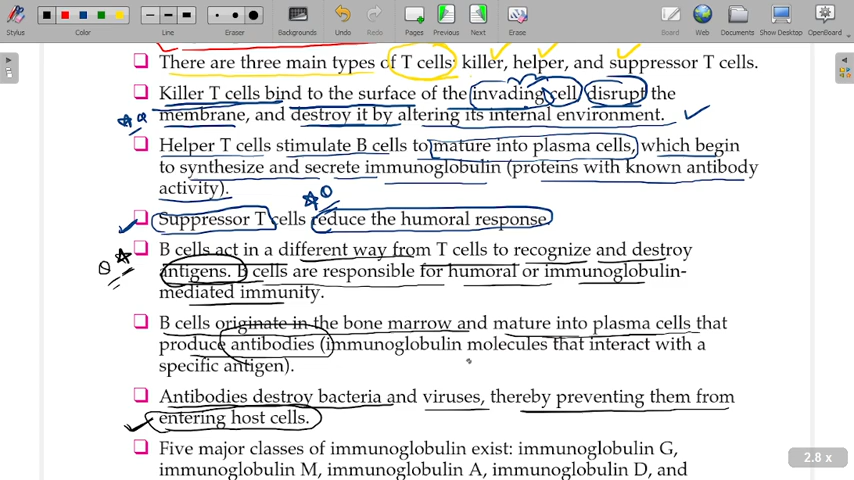 Stylus
Colors
Line
Eraser
Backgrounds
Undo
Redo
Pages
Previous
Next
Erase
Board
Web
Documents
Show Desktop
OpenBoard
There are three main types of T cells: killer, helper, and suppressor T cells.
Killer T cells bind to the surface of the invading cell, disrupt the
membrane, and destroy it by altering its internal environment.
Helper T cells stimulate B cells to mature into plasma cells, which begin
to synthesize and secrete immunoglobulin (proteins with known antibody
activity).
Suppressor T cells reduce the humoral response.
B cells act in a different way from T cells to recognize and destroy
antigens. B cells are responsible for humoral or immunoglobulin-
mediated immunity.
B cells originate in the bone marrow and mature into plasma cells that
produce antibodies (immunoglobulin molecules that interact with a
specific antigen).
Antibodies destroy bacteria and viruses, thereby preventing them from
entering host cells.
Five major classes of immunoglobulin exist: immunoglobulin G,
immunoglobulin M, immunoglobulin A, immunoglobulin D, and
2.8 x